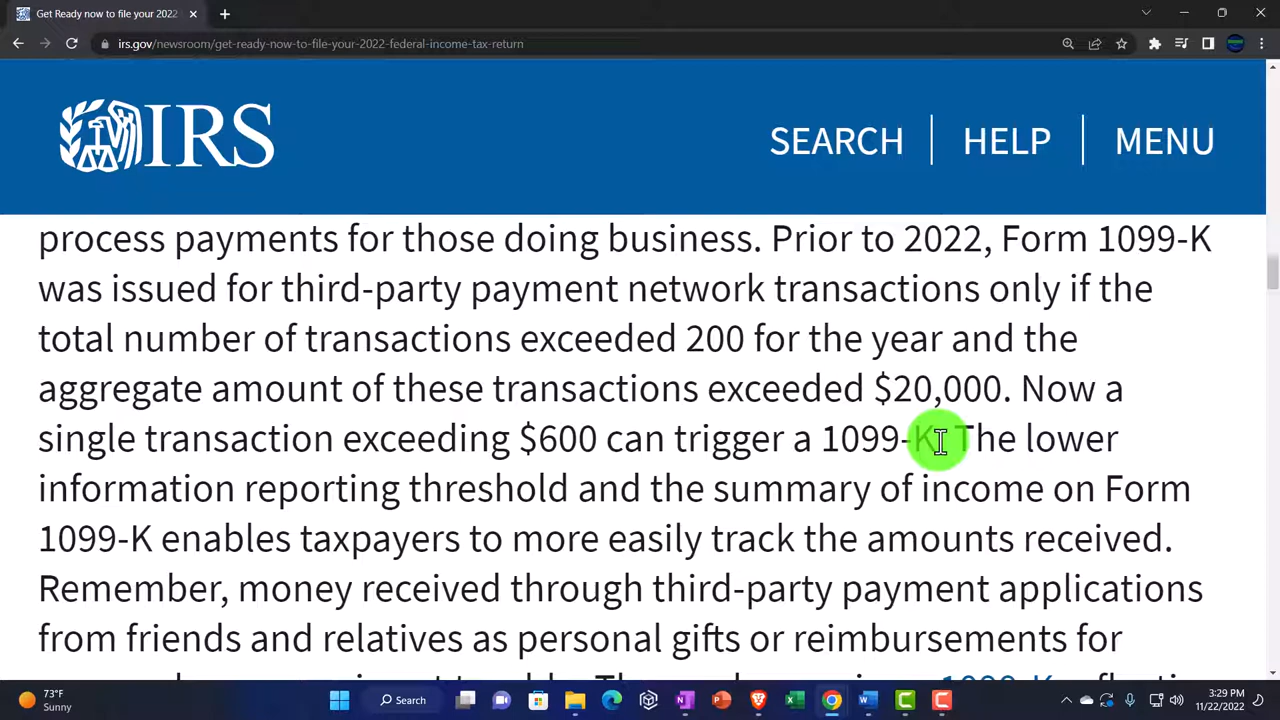 Get Ready now to file your 2022
irs.gov/newsroom/get-ready-now-to-file-your-2022-federal-income-tax-return
IRS
SEARCH
HELP
MENU
process payments for those doing business. Prior to 2022, Form 1099-K
was issued for third-party payment network transactions only if the
total number of transactions exceeded 200 for the year and the
aggregate amount of these transactions exceeded $20,000. Now a
single transaction exceeding $600 can trigger a 1099-K. The lower
information reporting threshold and the summary of income on Form
1099-K enables taxpayers to more easily track the amounts received.
Remember, money received through third-party payment applications
from friends and relatives as personal gifts or reimbursements for
73°F
Sunny
Search
3:29 PM
11/22/2022